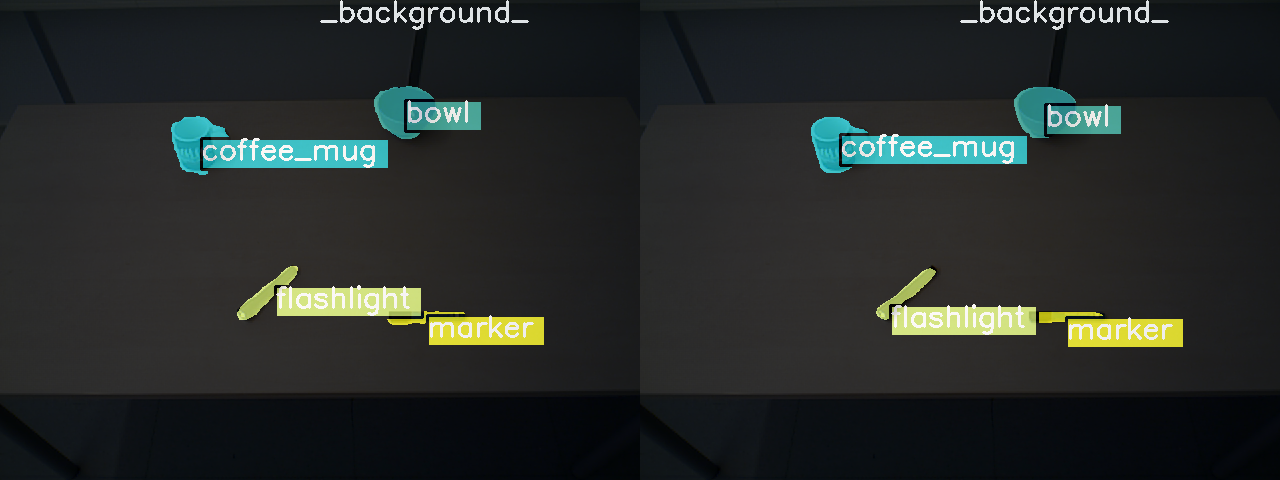 _background_
_background_
bowl
bowl
coffee_mug
coffee_mug
flashlight
flashlight
marker
marker